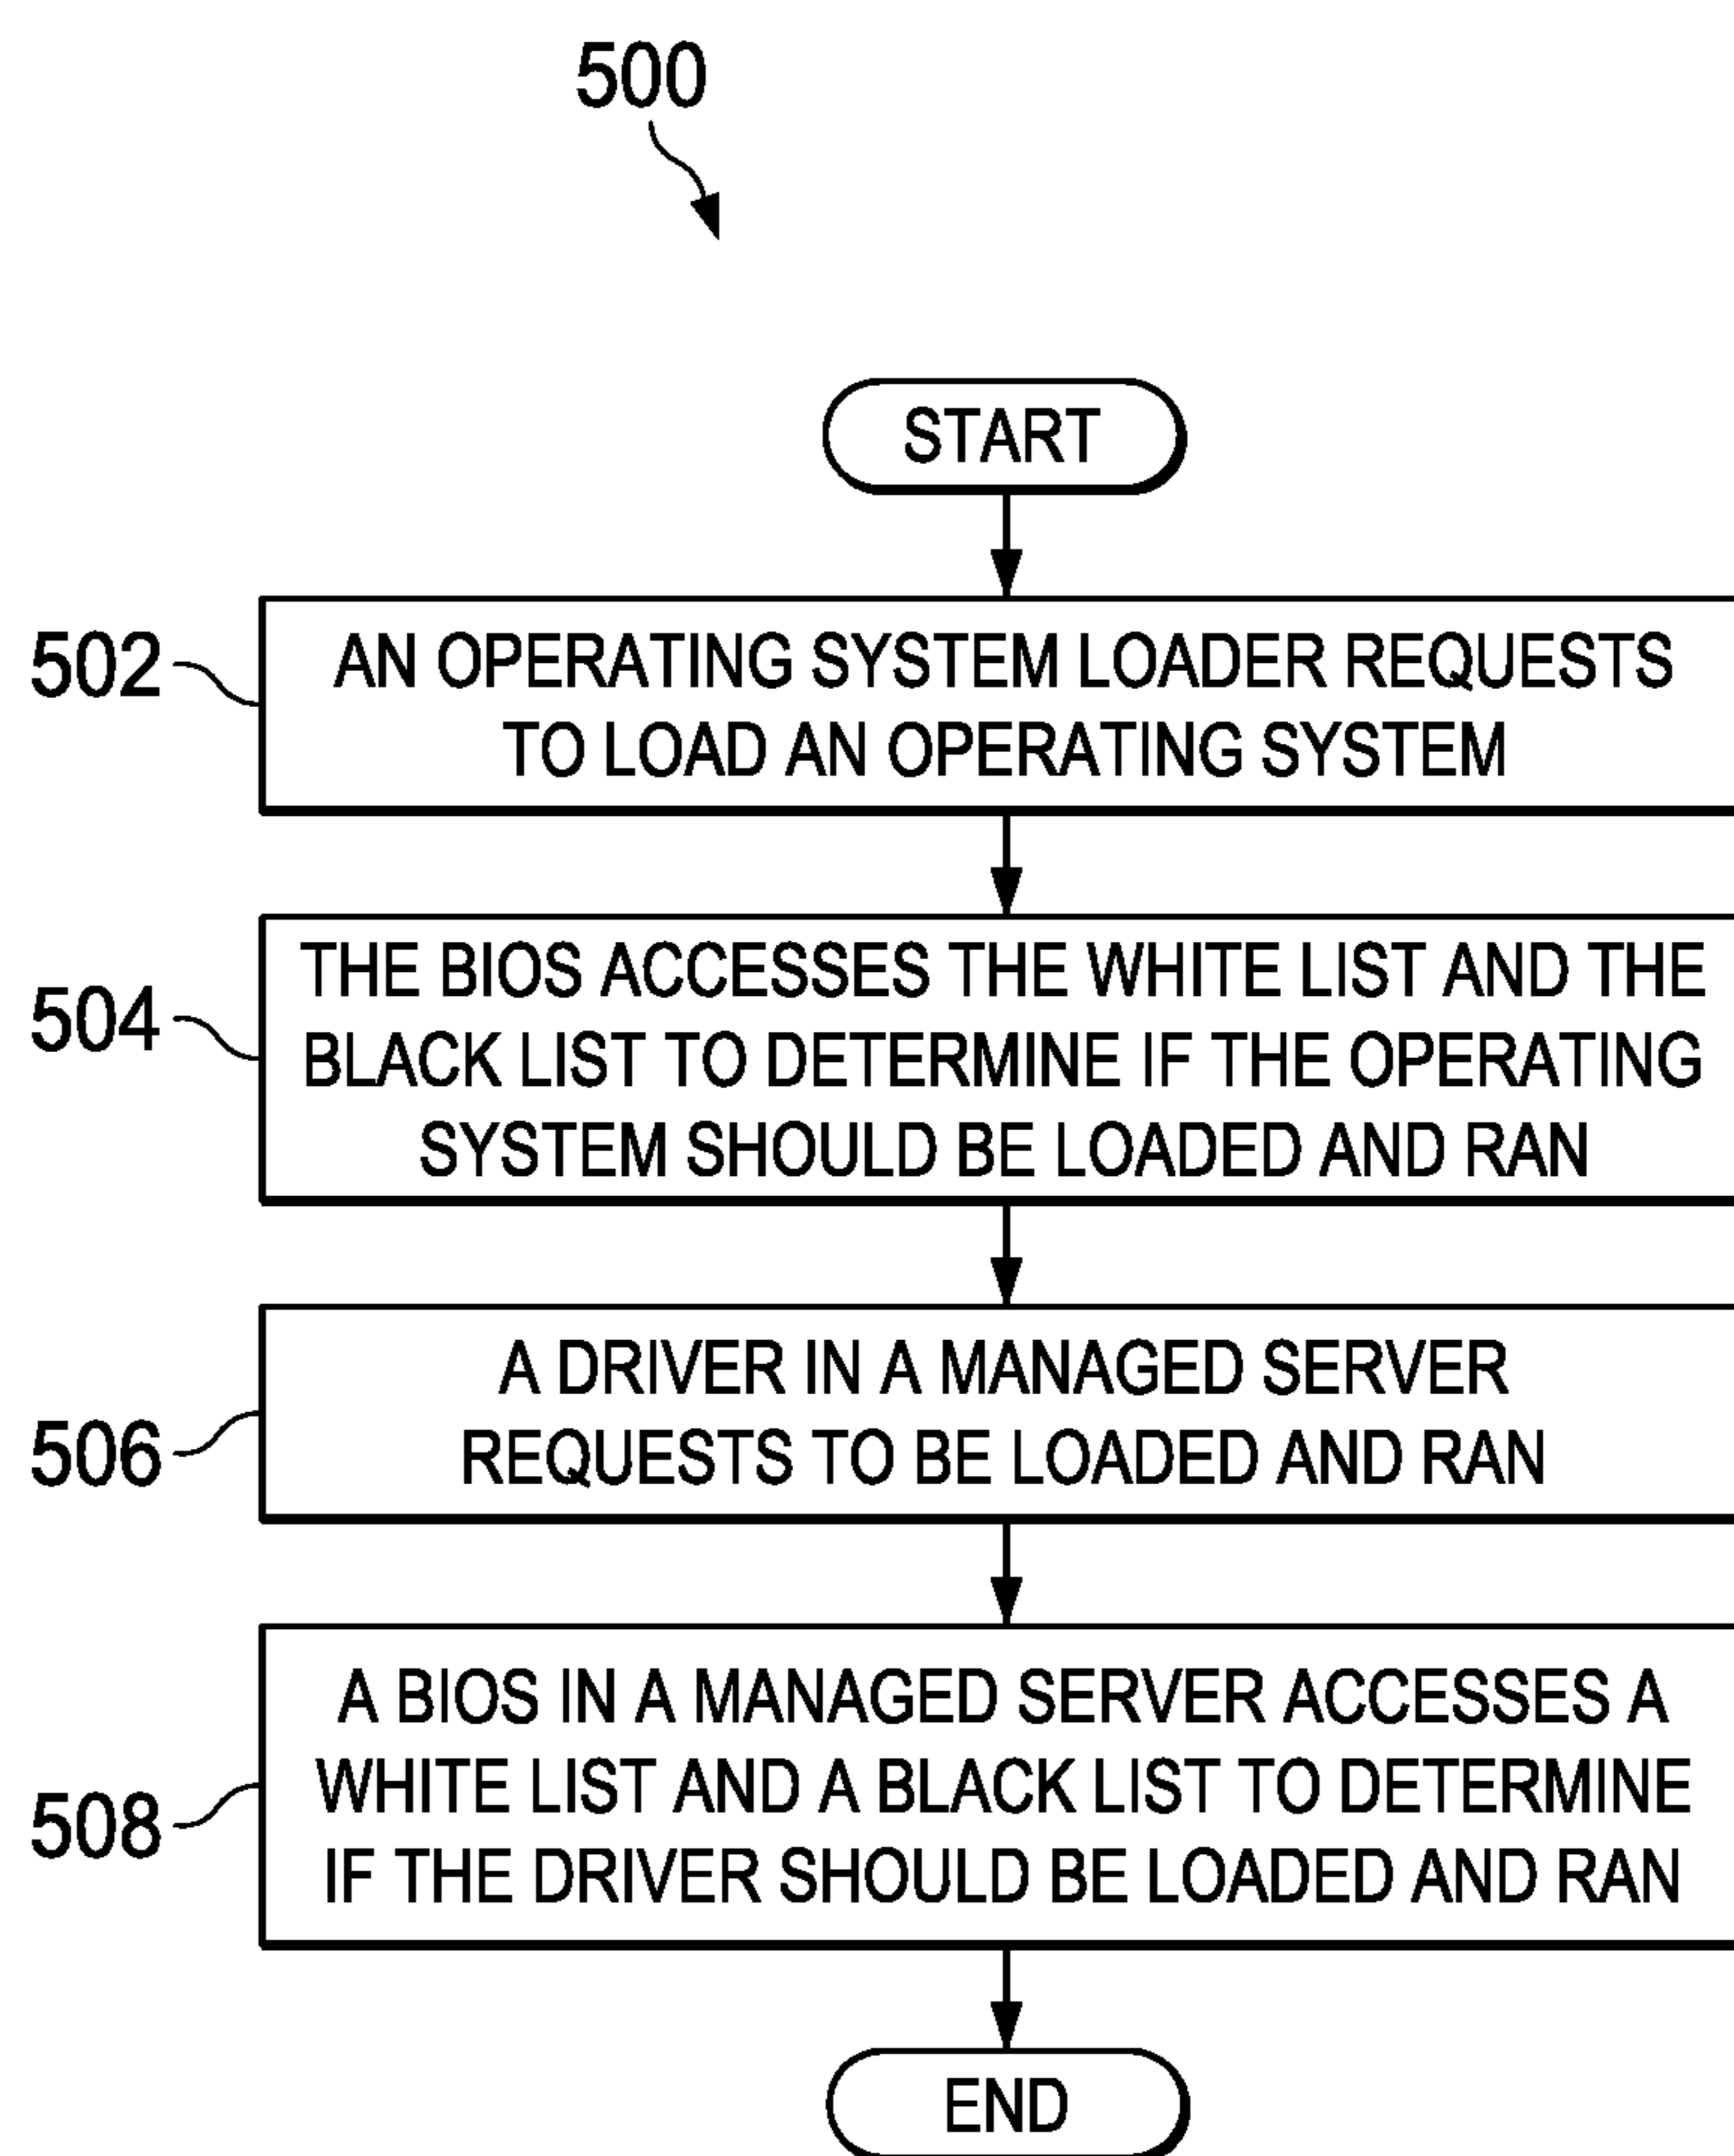 500
START
502
AN OPERATING SYSTEM LOADER REQUESTS
TO LOAD AN OPERATING SYSTEM
504
THE BIOS ACCESSES THE WHITE LIST AND THE
BLACK LIST TO DETERMINE IF THE OPERATING
SYSTEM SHOULD BE LOADED AND RAN
506
A DRIVER IN A MANAGED SERVER
REQUESTS TO BE LOADED AND RAN
508
A BIOS IN A MANAGED SERVER ACCESSES A
WHITE LIST AND A BLACK LIST TO DETERMINE
IF THE DRIVER SHOULD BE LOADED AND RAN
END